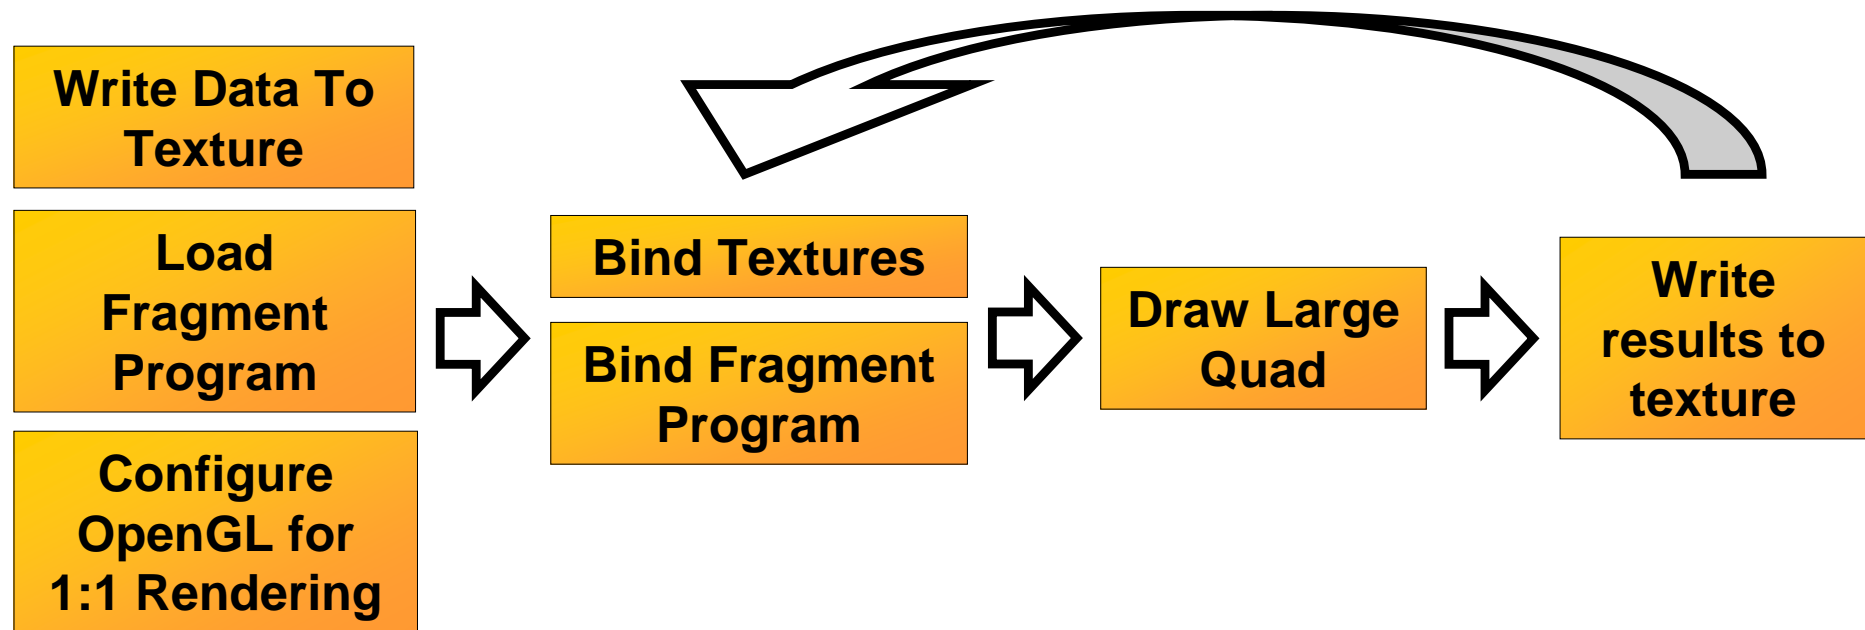 Write Data To
Texture
Load
Fragment
Program
Configure
OpenGL for
1:1 Rendering
Bind Textures
Bind Fragment
Program
Draw Large
Quad
Write
results to
texture